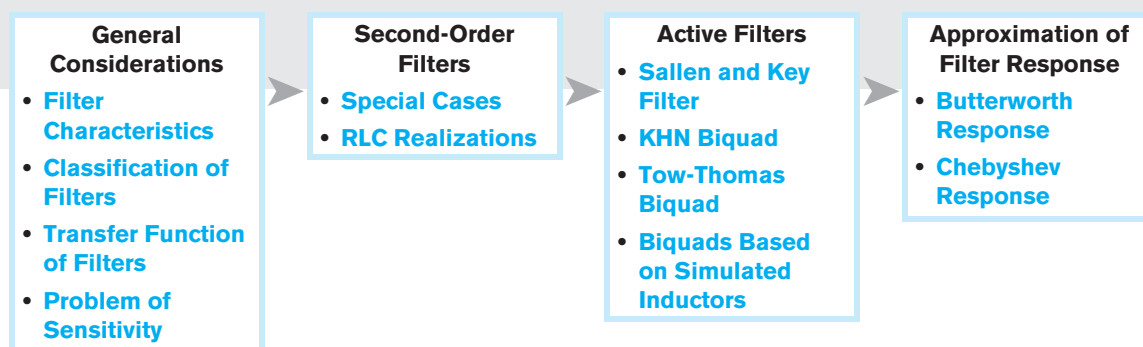 General
Considerations
• Filter
Characteristics
• Classification of
Filters
• Transfer Function
of Filters
• Problem of
Sensitivity
Second-Order
Filters
• Special Cases
• RLC Realizations
Active Filters
• Sallen and Key
Filter
• KHN Biquad
• Tow-Thomas
Biquad
• Biquads Based
on Simulated
Inductors
Approximation of
Filter Response
• Butterworth
Response
• Chebyshev
Response